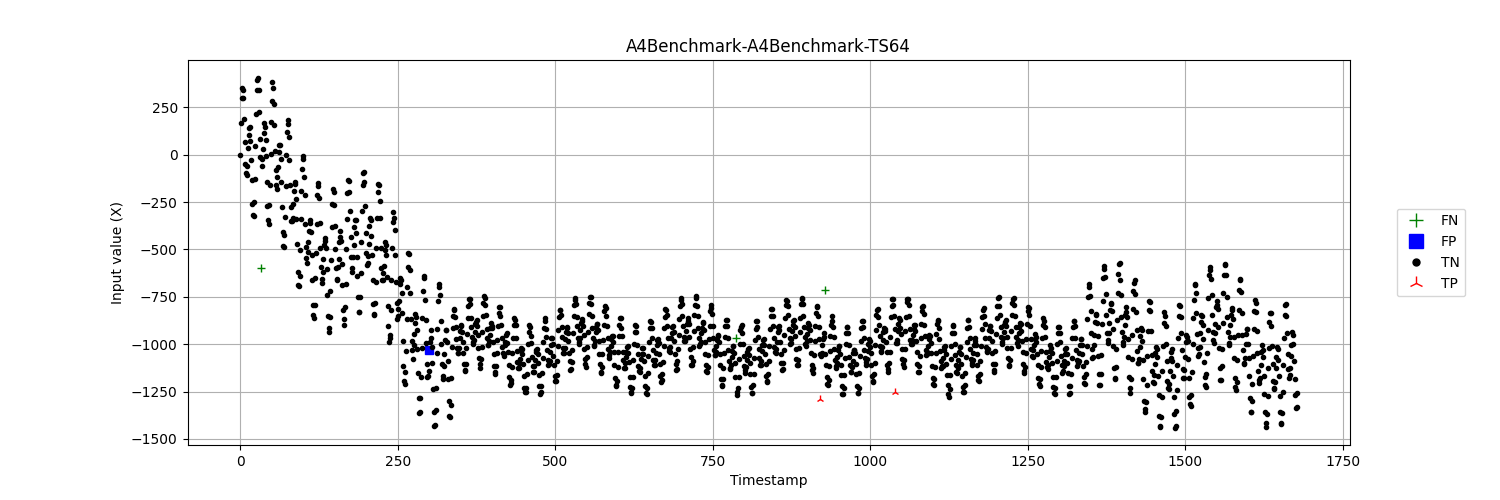 A4Benchmark-A4Benchmark-TS64
Input value (X)
250
0
−250
−500
−750
−1000
−1250
−1500
0
250
500
750
1000
1250
1500
1750
Timestamp
FN
FP
TN
TP